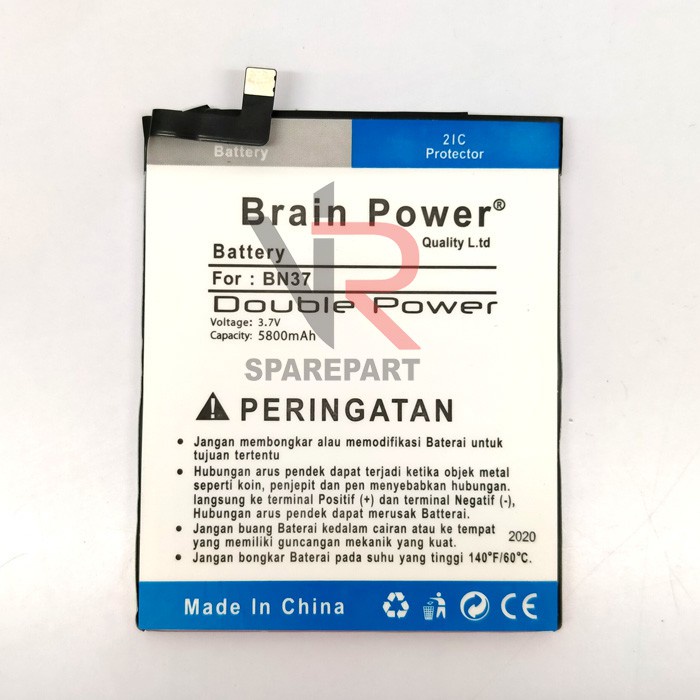 Battery
21C
Protector
Brain Power®
Quality L.td
Battery
For : BN37
Double Power
Voltage: 3.7V
Capacity: 5800mAh
VR
SPAREPART
PERINGATAN
• Jangan membongkar alau memodifikasi Baterai untuk
tujuan tertentu
• Hubungan arus pendek dapat terjadi ketika objek metal
seperti koin, penjepit dan pen menyebabkan hubungan.
langsung ke terminal Positif (+) dan terminal Negatif (-),
Hubungan arus pendek dapat merusak Baterai.
• Jangan buang Baterai kedalam cairan atau ke tempat
yang memiliki guncangan mekanik yang kuat.
2020
• Jangan bongkar Baterai pada suhu yang tinggi 140°F/60°C.
Made In China
CE